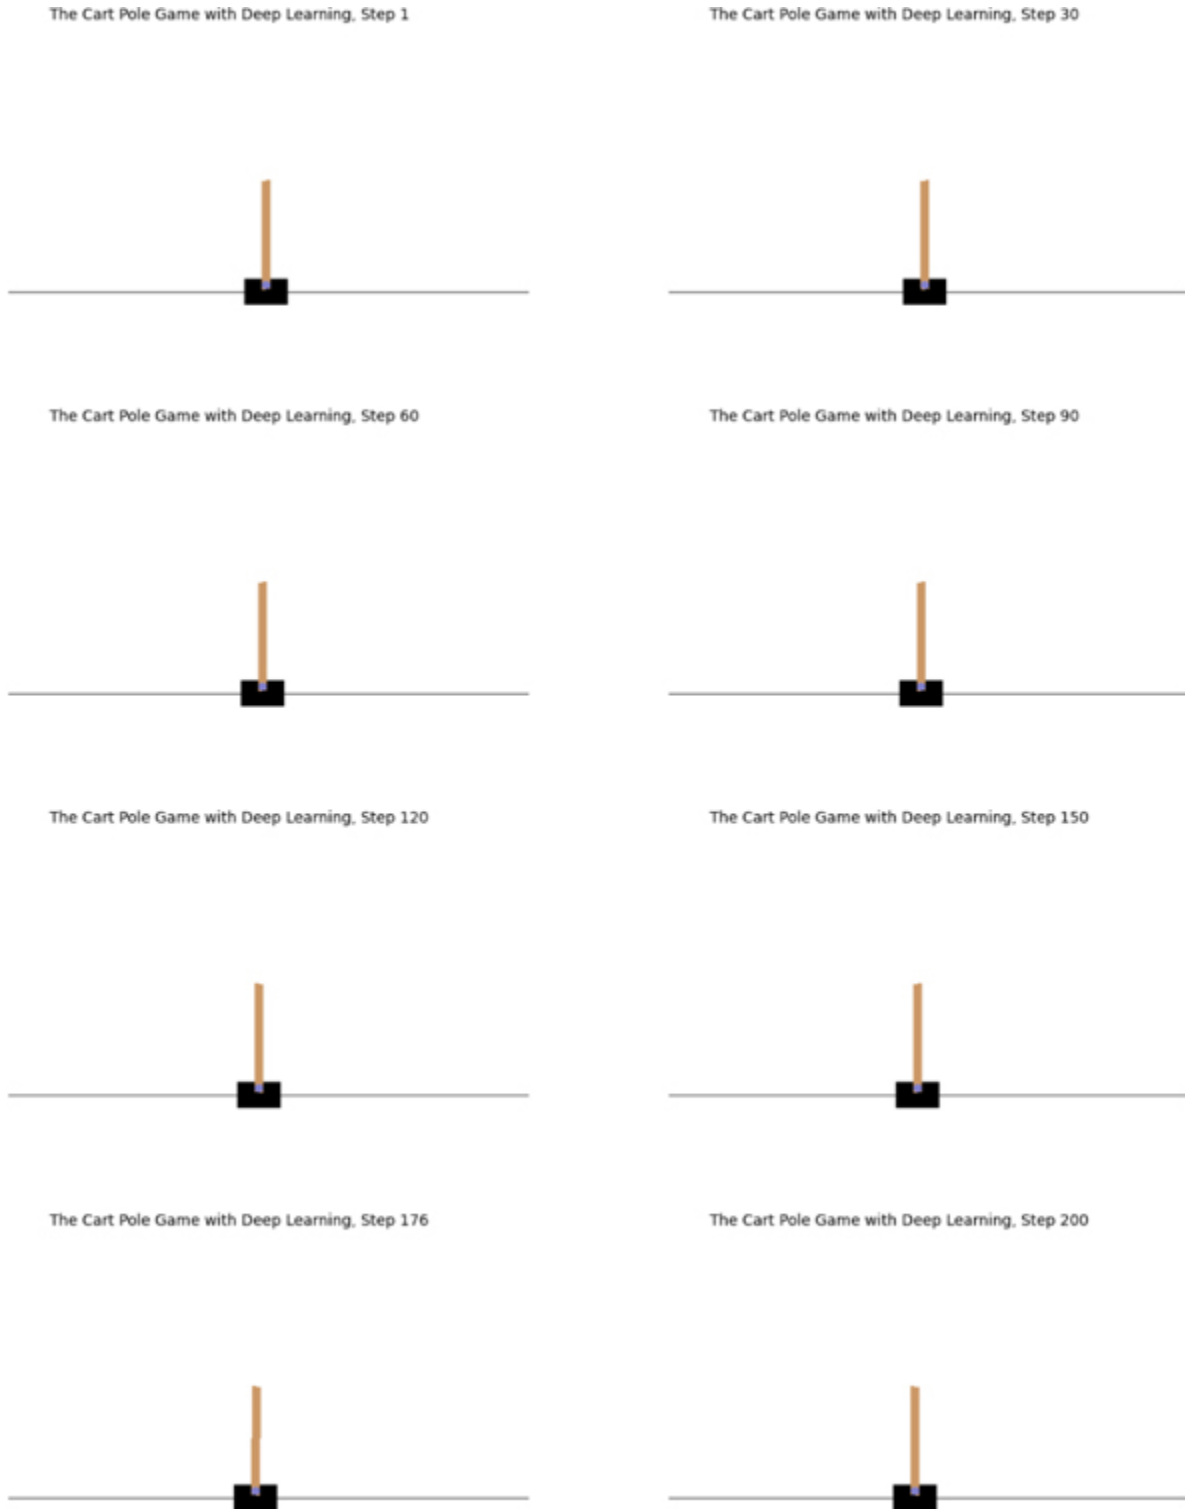 The Cart Pole Game with Deep Learning, Step 1
The Cart Pole Game with Deep Learning, Step 30
The Cart Pole Game with Deep Learning, Step 60
The Cart Pole Game with Deep Learning, Step 90
The Cart Pole Game with Deep Learning, Step 120
The Cart Pole Game with Deep Learning, Step 150
The Cart Pole Game with Deep Learning, Step 176
The Cart Pole Game with Deep Learning, Step 200